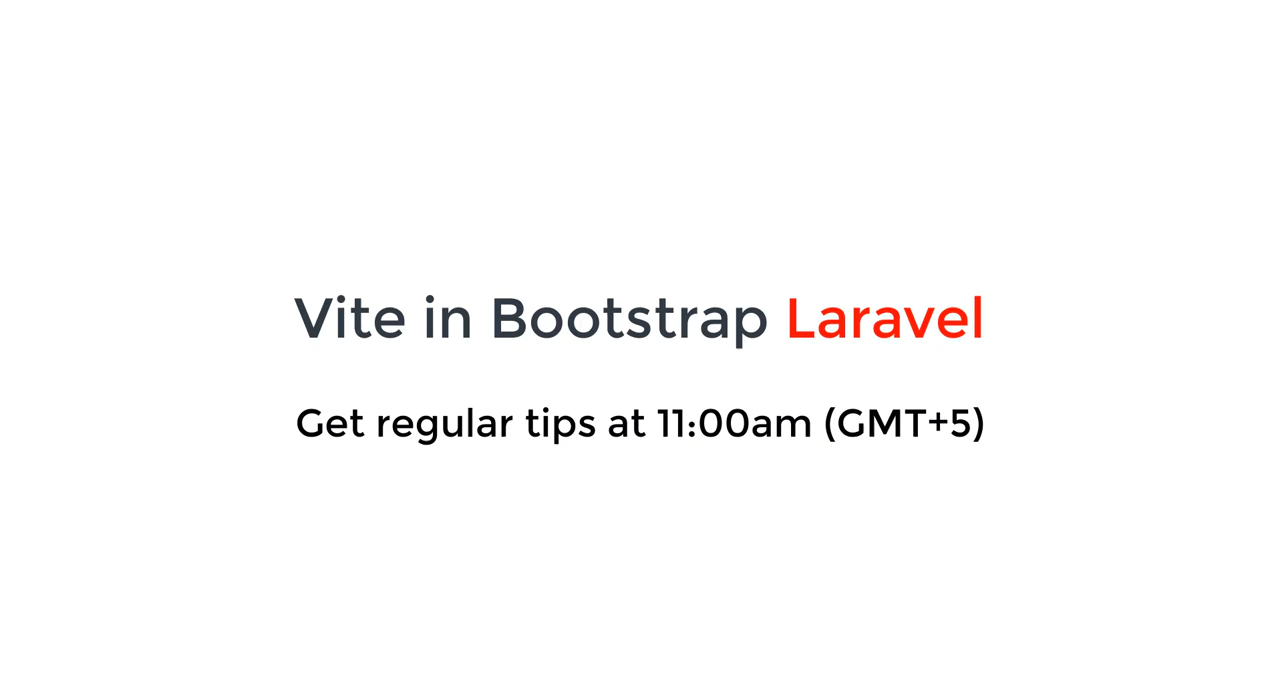 Vite in Bootstrap Laravel
Get regular tips at 11:00am (GMT+5)